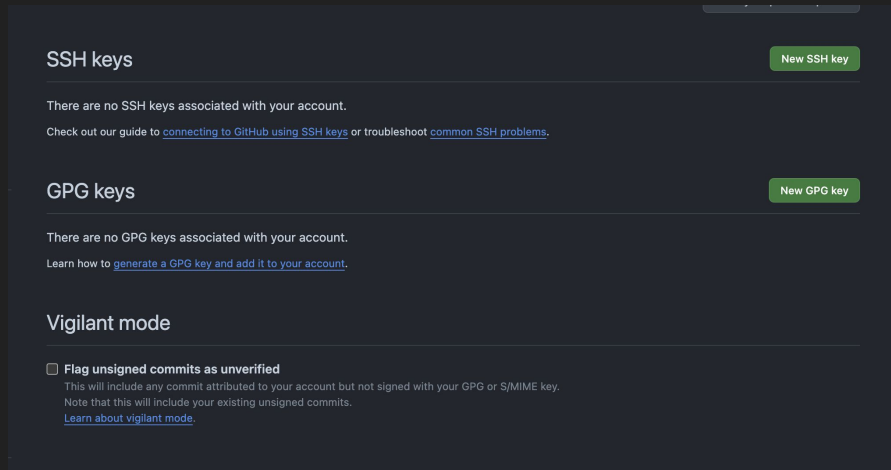 SSH keys
New SSH key
There are no SSH keys associated with your account.
Check out our guide to connecting to GitHub using SSH keys or troubleshoot common SSH problems.
GPG keys
New GPG key
There are no GPG keys associated with your account.
Learn how to generate a GPG key and add it to your account.
Vigilant mode
Flag unsigned commits as unverified
This will include any commit attributed to your account but not signed with your GPG or S/MIME key.
Note that this will include your existing unsigned commits.
Learn about vigilant mode.